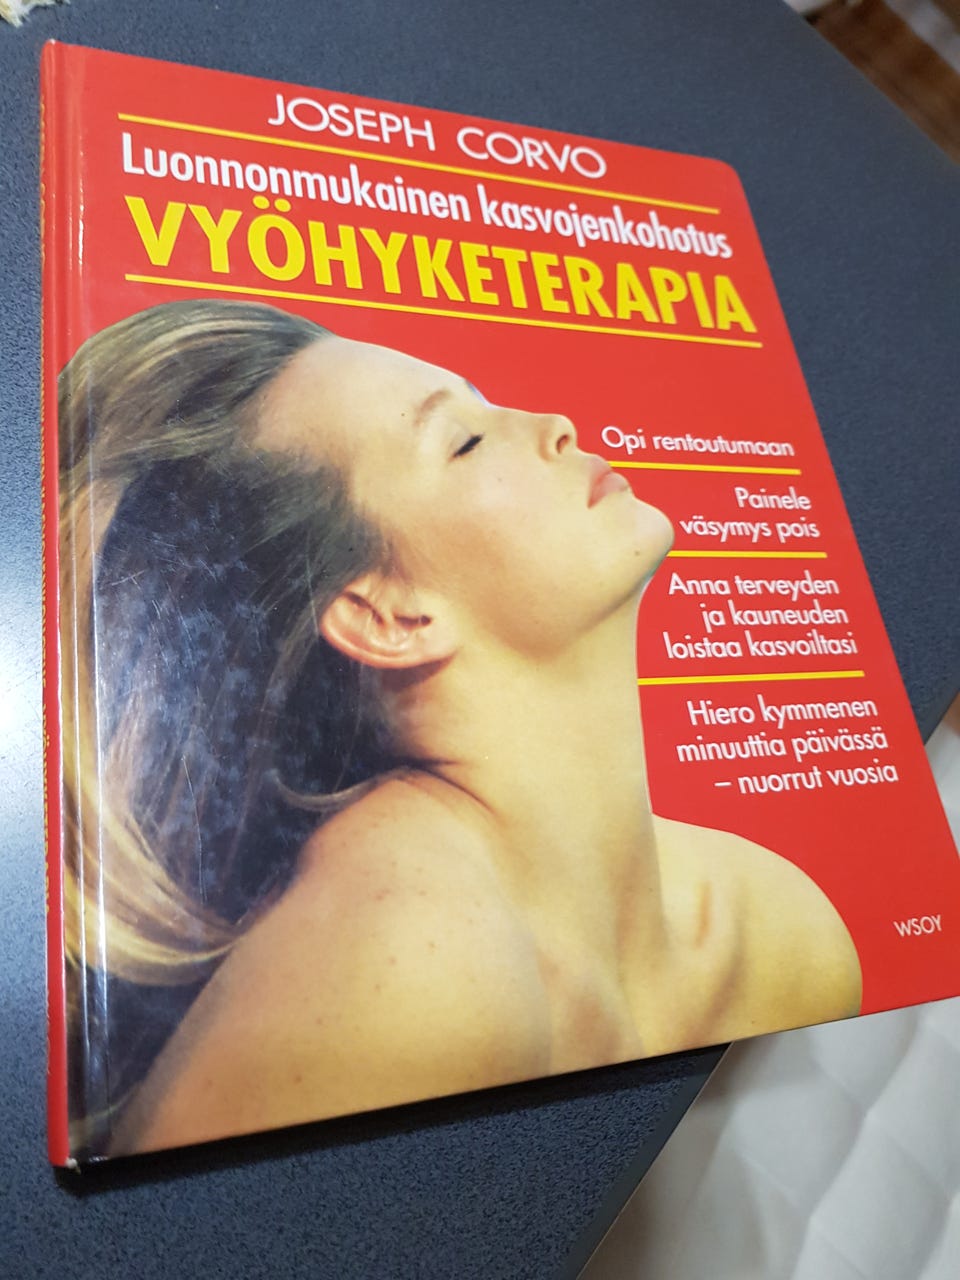 JOSEPH CORVO
Luonnonmukainen kasvojenkohotus
VYÖHYKETERAPIA
Opi rentoutumaan
Painele
väsymys pois
Anna terveyden
ja kauneuden
loistaa kasvoiltasi
Hiero kymmenen
minuuttia päivässä
– nuorrut vuosia
WSOY